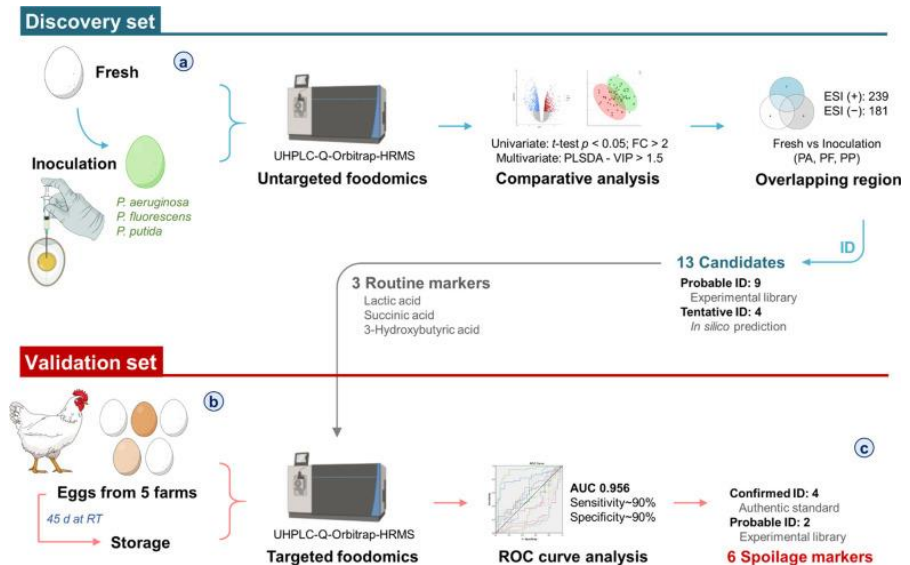 Discovery set
a
Fresh
Inoculation
P. aeruginosa
P. fluorescens
P. putida
UHPLC-Q-Orbitrap-HRMS
Untargeted foodomics
Univariate: t-test p < 0.05; FC > 2
Multivariate: PLSDA - VIP > 1.5
Comparative analysis
ESI (+): 239
ESI (−): 181
Fresh vs Inoculation
(PA, PF, PP)
Overlapping region
ID
13 Candidates
Probable ID: 9
Experimental library
Tentative ID: 4
In silico prediction
3 Routine markers
Lactic acid
Succinic acid
3-Hydroxybutyric acid
Validation set
b
Eggs from 5 farms
45 d at RT
Storage
UHPLC-Q-Orbitrap-HRMS
Targeted foodomics
AUC 0.956
Sensitivity~90%
Specificity~90%
ROC curve analysis
c
Confirmed ID: 4
Authentic standard
Probable ID: 2
Experimental library
6 Spoilage markers